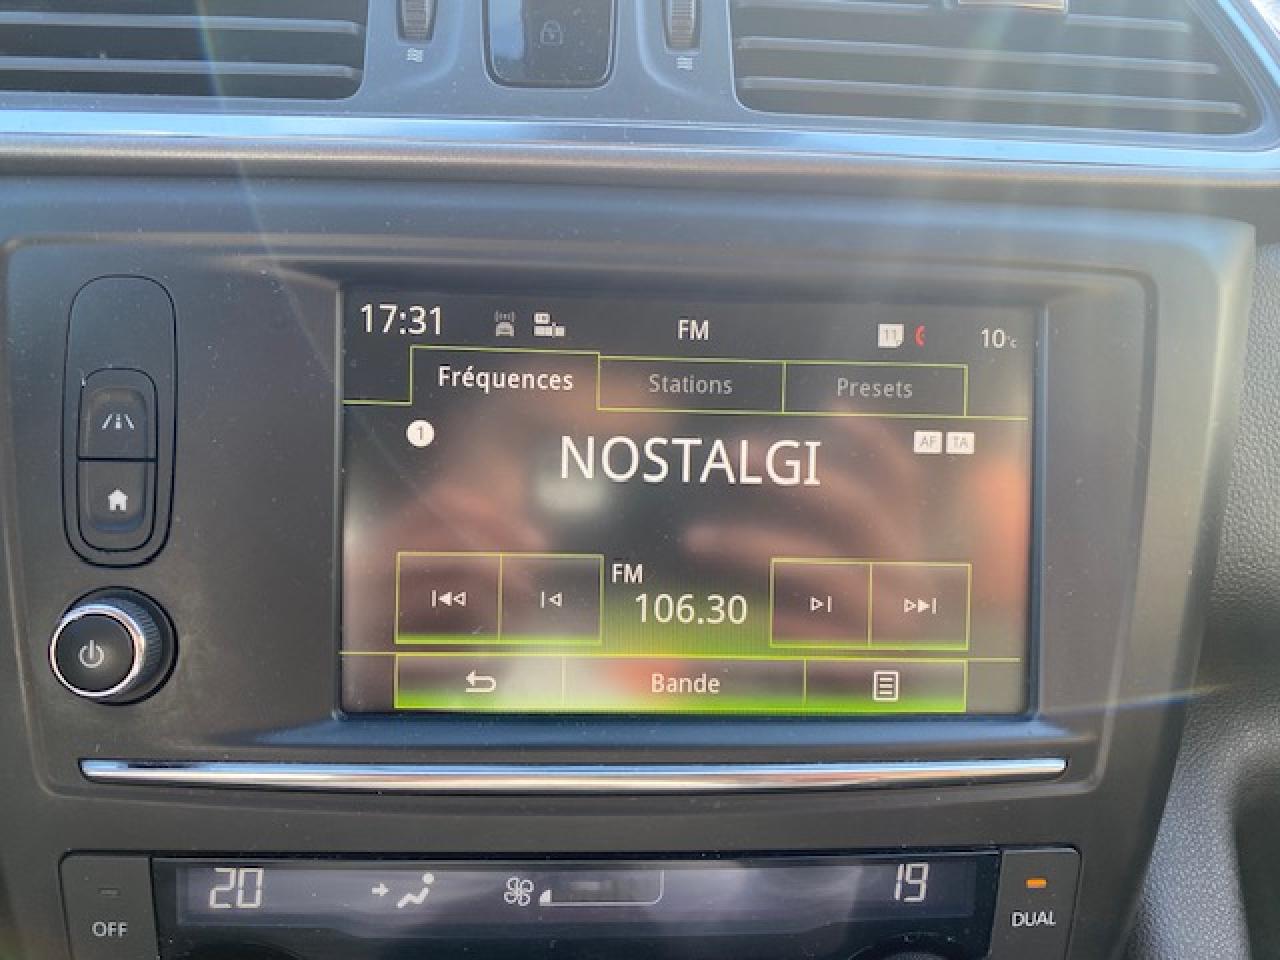 17:31 FM 11 10°c
Fréquences Stations Presets
1 AF TA
NOSTALGI
FM
106.30
Bande
20 19
OFF DUAL